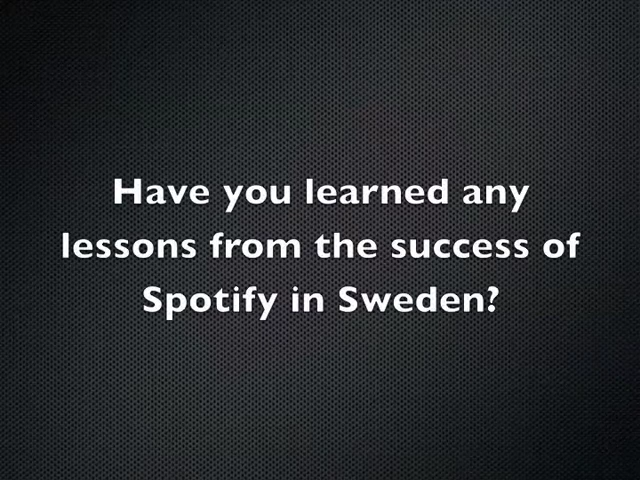 Have you learned any
lessons from the success of
Spotify in Sweden?